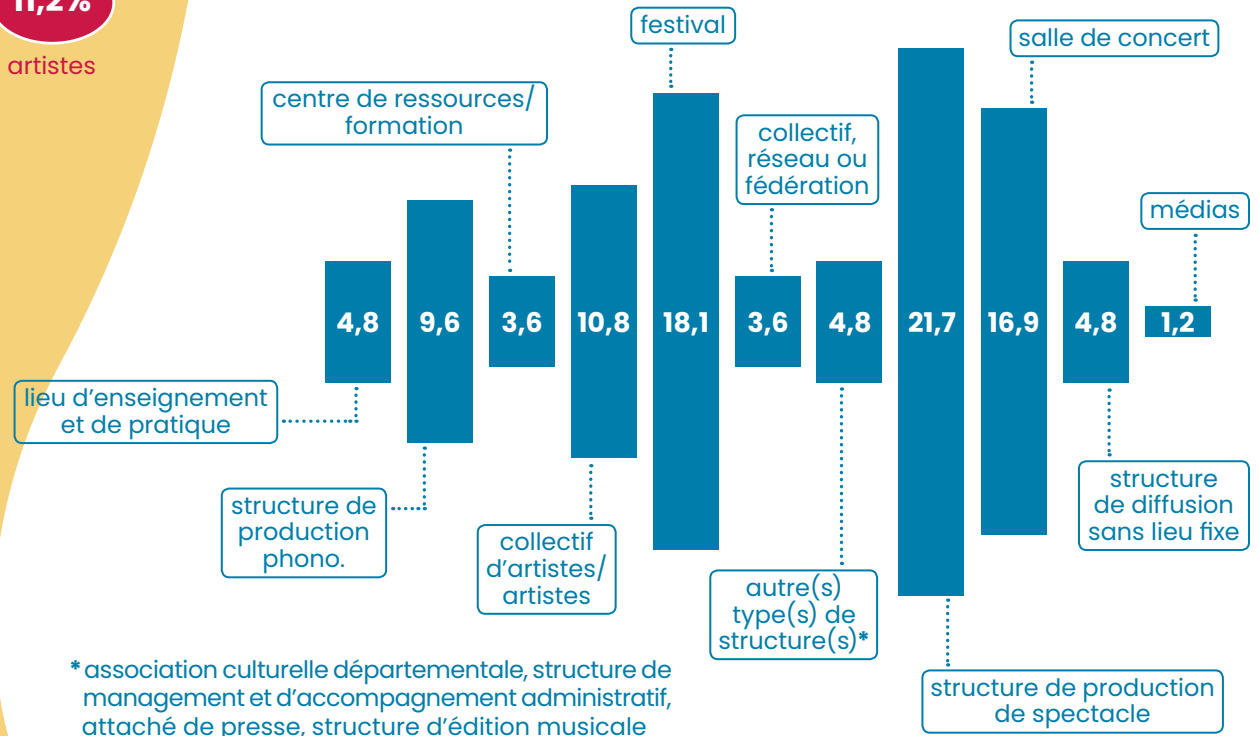 11,2%
artistes
festival
salle de concert
centre de ressources/
formation
collectif,
réseau ou
fédération
médias
4,8
9,6
3,6
10,8
18,1
3,6
4,8
21,7
16,9
4,8
1,2
lieu d'enseignement
et de pratique
structure de
production
phono.
collectif
d'artistes/
artistes
autre(s)
type(s) de
structure(s)*
structure
de diffusion
sans lieu fixe
structure de production
de spectacle
* association culturelle départementale, structure de
management et d'accompagnement administratif,
attaché de presse, structure d'édition musicale